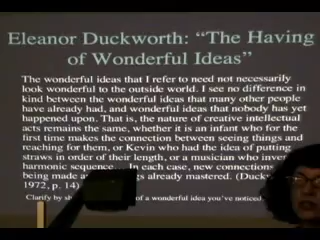 Eleanor Duckworth: “The Having
of Wonderful Ideas”
The wonderful ideas that I refer to need not necessarily
look wonderful to the outside world. I see no difference in
kind between the wonderful ideas that many other people
have already had, and wonderful ideas that nobody has yet
happened upon. That is, the nature of creative intellectual
acts remains the same, whether it is an infant who for the
first time makes the connection between seeing things and
reaching for them, or Kevin who had the idea of putting
straws in order of their length, or a musician who
harmonic sequence... In each case, new
being made already mastered.
1972, p. 14)
Clarify by of a wonderful idea you’ve noticed